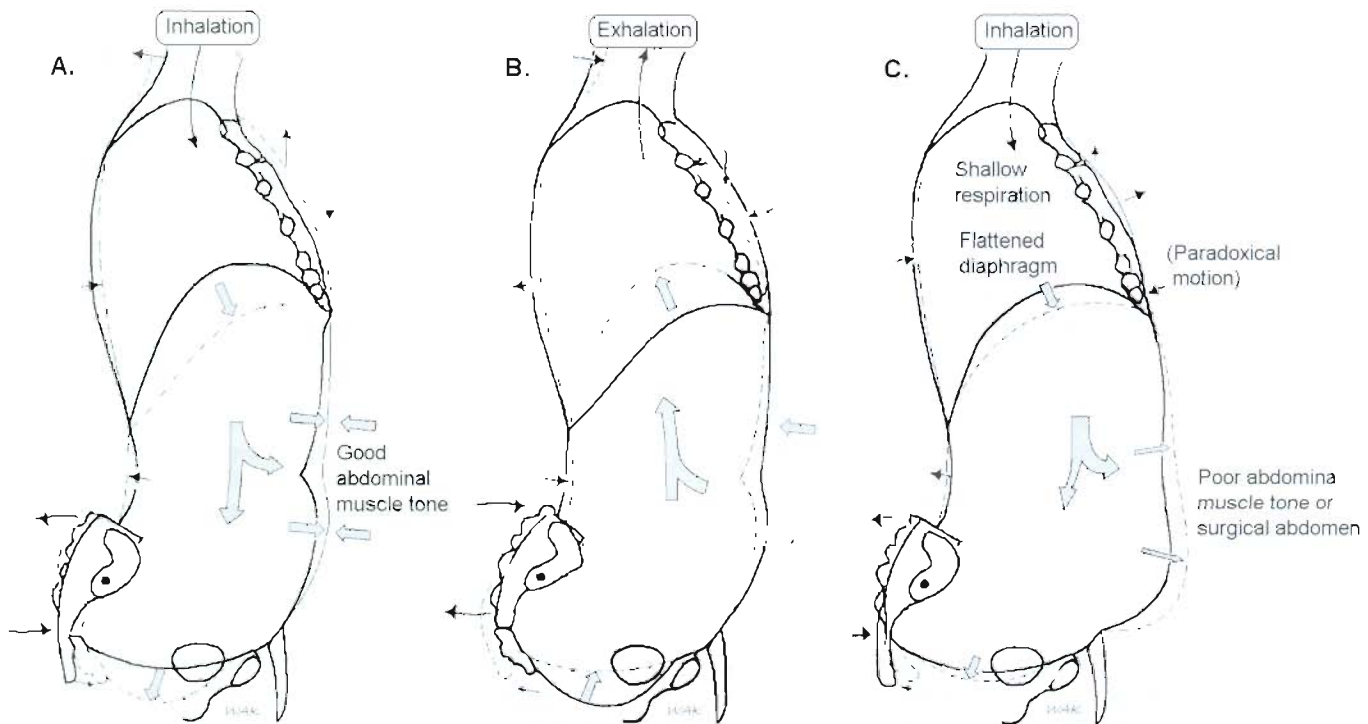 Inhalation
A.
Good
abdominal
muscle tone
Exhalation
B.
Inhalation
C.
Shallow
respiration
Flattened
diaphragm
(Paradoxical
motion)
Poor abdomina
muscle tone or
surgical abdomen